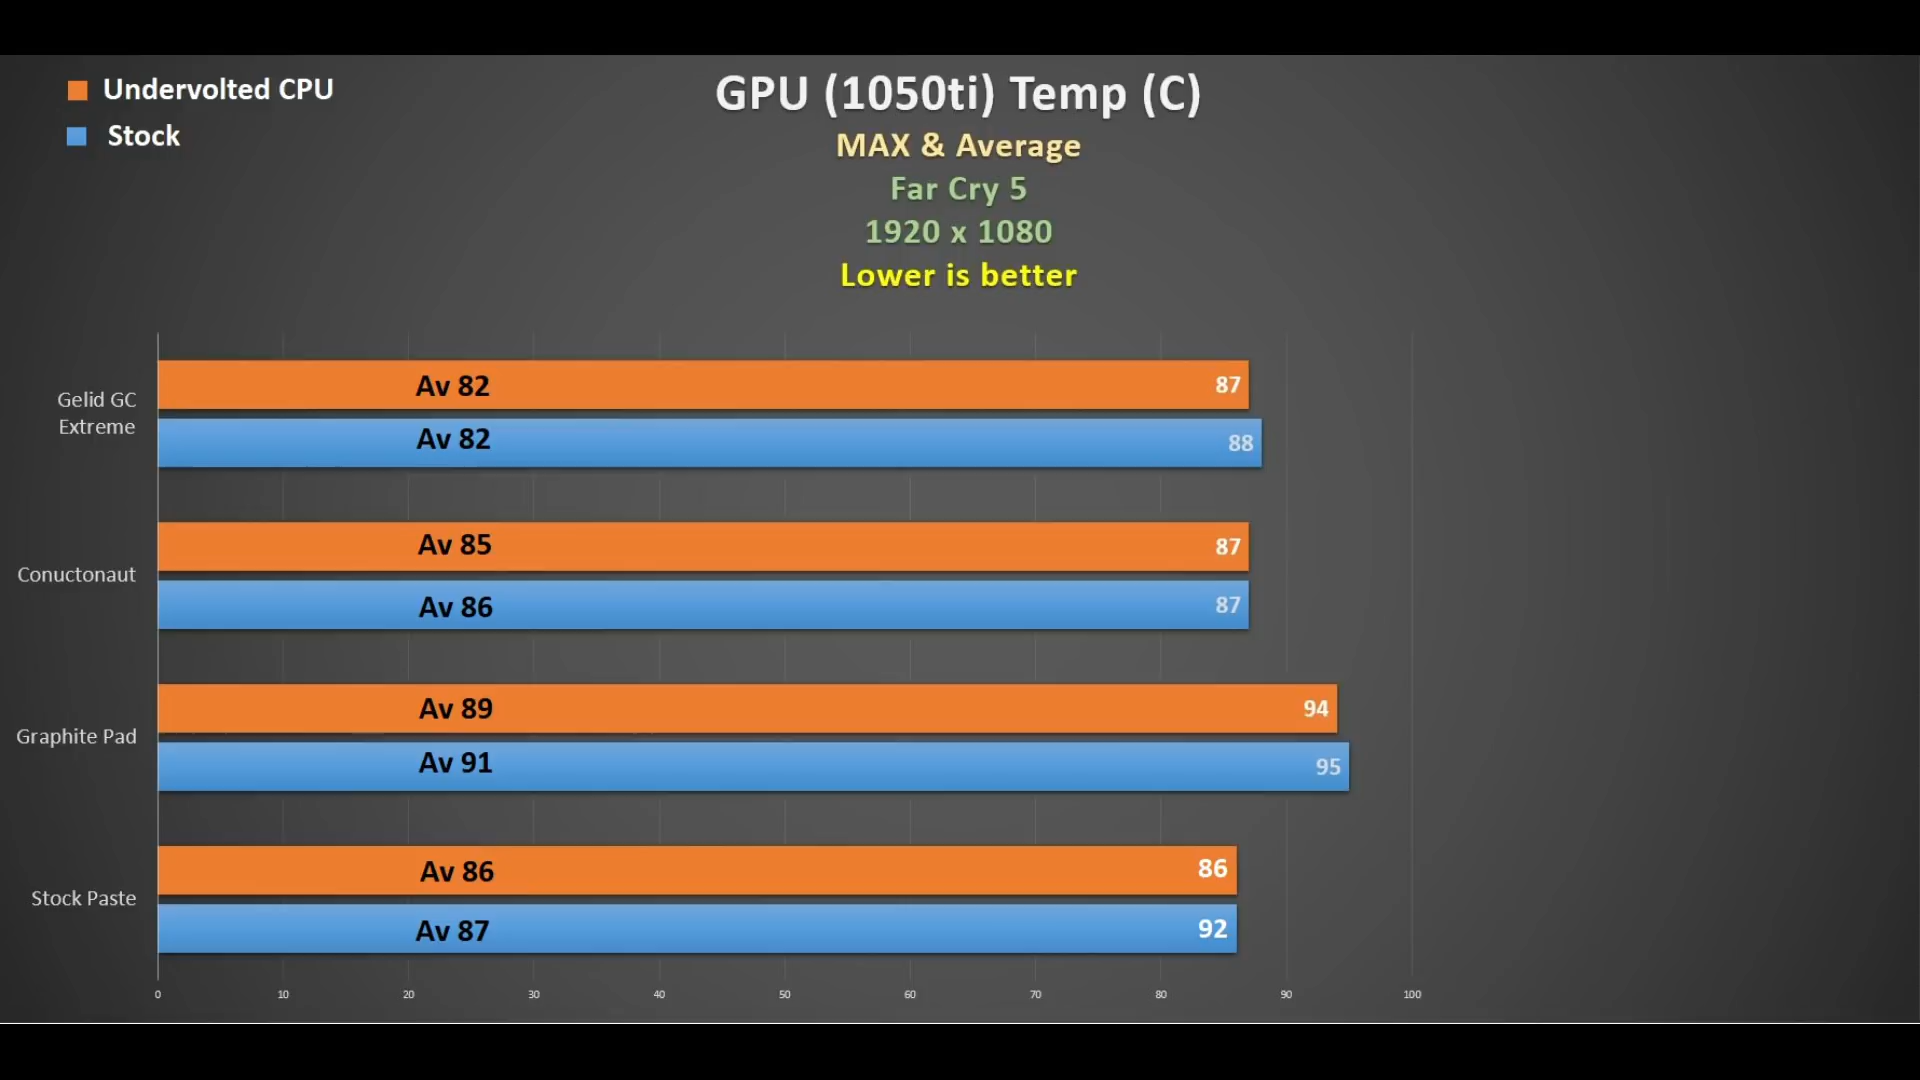 Undervolted CPU
Stock
GPU (1050ti) Temp (C)
MAX & Average
Far Cry 5
1920 x 1080
Lower is better
Gelid GC
Extreme
Av 82
87
Av 82
88
Conuctonaut
Av 85
87
Av 86
87
Graphite Pad
Av 89
94
Av 91
95
Stock Paste
Av 86
86
Av 87
92
0 10 20 30 40 50 60 70 80 90 100